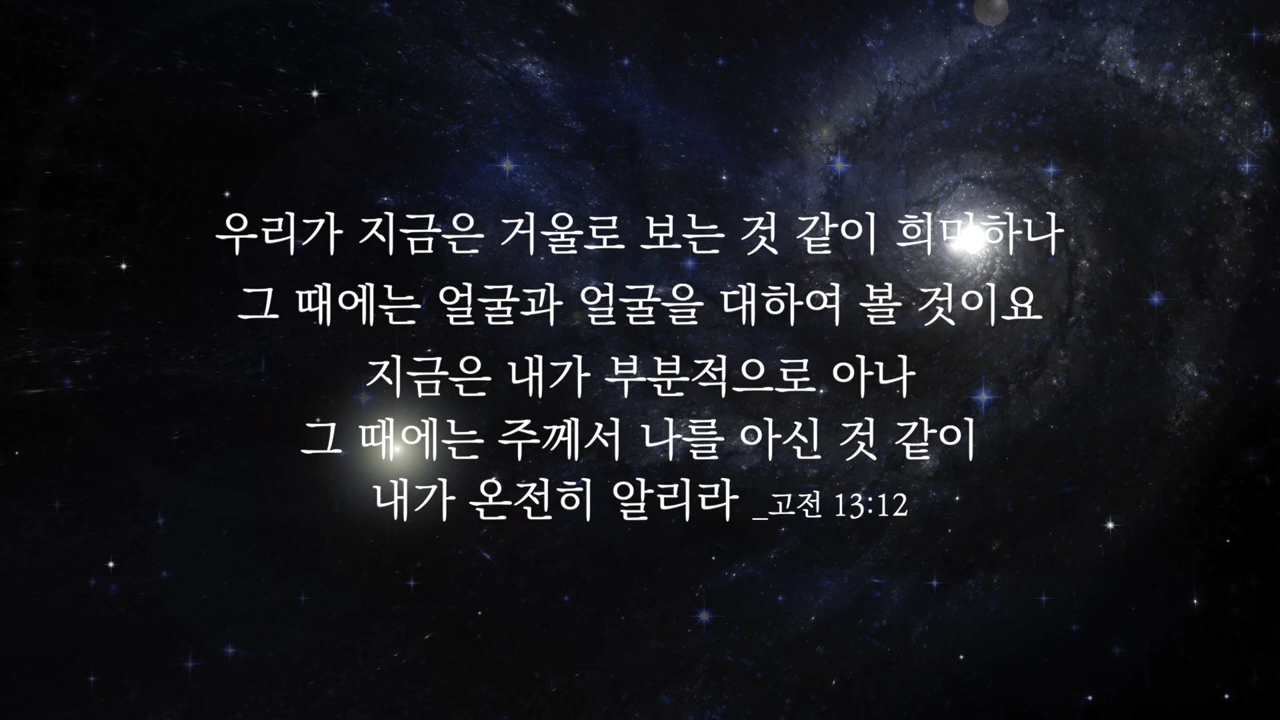 우리가 지금은 거울로 보는 것 같이 희미하나
그 때에는 얼굴과 얼굴을 대하여 볼 것이요
지금은 내가 부분적으로 아나
그 때에는 주께서 나를 아신 것 같이
내가 온전히 알리라 _고전 13:12